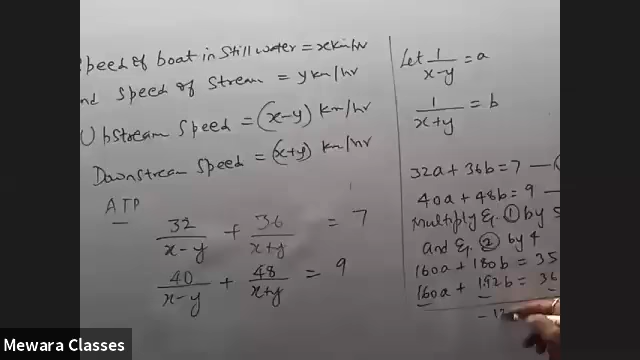 Speed of boat in still water = x km/hr
and speed of stream = y km/hr
Upstream speed = (x-y) km/hr
Downstream speed = (x+y) km/hr
ATP
32/(x-y) + 36/(x+y) = 7
40/(x-y) + 48/(x+y) = 9
Let 1/(x-y) = a
1/(x+y) = b
32a + 36b = 7 —
40a + 48b = 9 —
Multiply Eq. ① by 5
and Eq. ② by 4
160a + 180b = 35
160a + 192b = 36
- 12
Mewara Classes